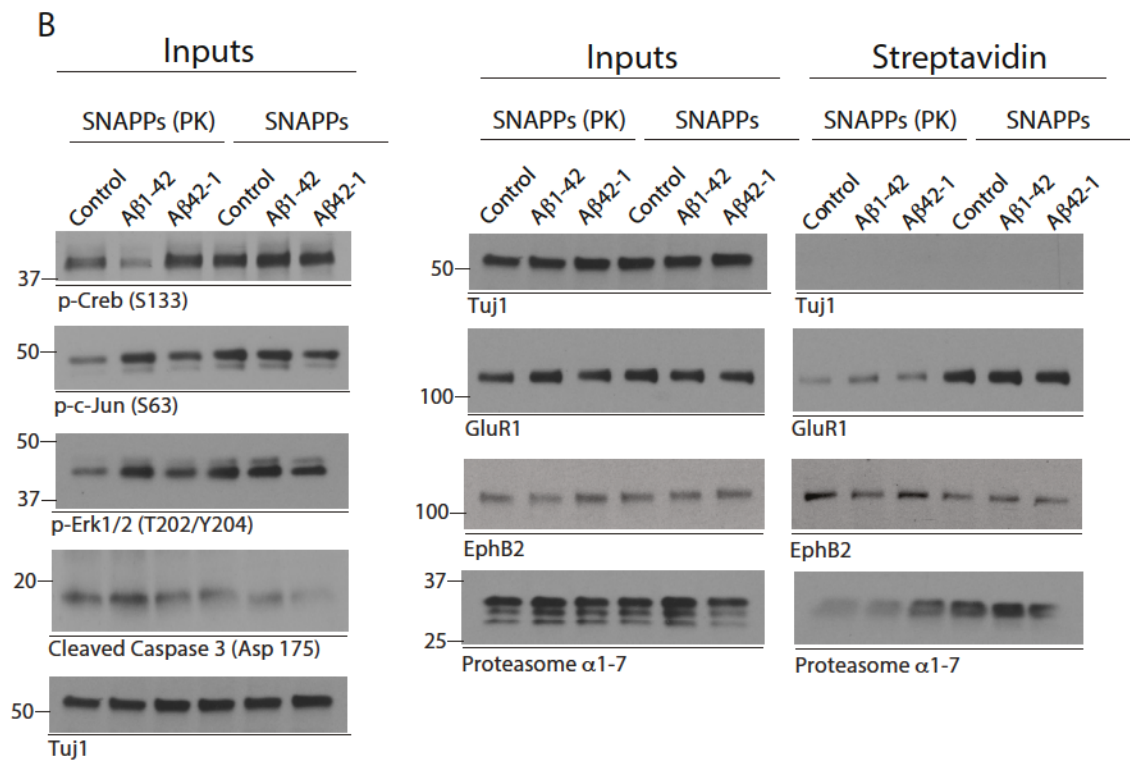 B
Inputs
SNAPPs (PK) SNAPPs
Control Aβ1-42 Aβ42-1 Control Aβ1-42 Aβ42-1
37
p-Creb (S133)
50
p-c-Jun (S63)
50
37
p-Erk1/2 (T202/Y204)
20
Cleaved Caspase 3 (Asp 175)
50
Tuj1
Inputs Streptavidin
SNAPPs (PK) SNAPPs SNAPPs (PK) SNAPPs
Control Aβ1-42 Aβ42-1 Control Aβ1-42 Aβ42-1 Control Aβ1-42 Aβ42-1 Control Aβ1-42 Aβ42-1
50
Tuj1 Tuj1
100
GluR1 GluR1
100
EphB2 EphB2
37
25
Proteasome α1-7 Proteasome α1-7